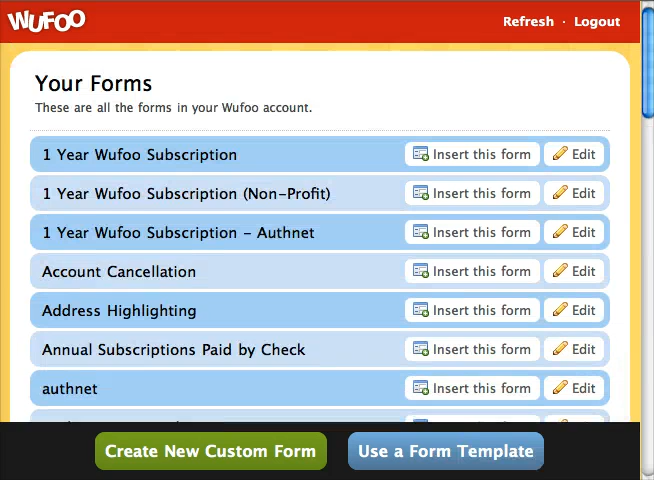 WUFOO
Refresh · Logout
Your Forms
These are all the forms in your Wufoo account.
1 Year Wufoo Subscription Insert this form Edit
1 Year Wufoo Subscription (Non-Profit) Insert this form Edit
1 Year Wufoo Subscription – Authnet Insert this form Edit
Account Cancellation Insert this form Edit
Address Highlighting Insert this form Edit
Annual Subscriptions Paid by Check Insert this form Edit
authnet Insert this form Edit
Create New Custom Form Use a Form Template